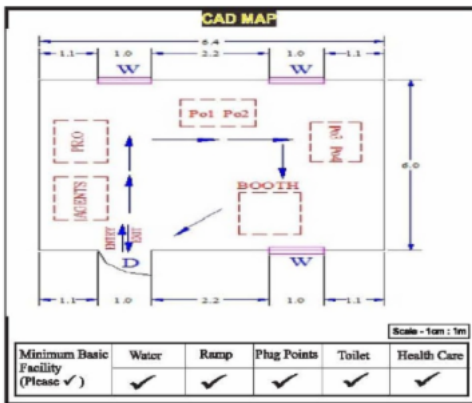 CAD MAP
6.4
1.1 1.0 2.2 1.0 1.1
W W
PRO
Po1 Po2
AGENTS
BOOTH
6.0
ENTRY
EXIT
D
W
1.1 1.0 2.2 1.0 1.1
Scale - 1cm : 1m
Minimum Basic Facility (Please ✓) Water Ramp Plug Points Toilet Health Care
✓ ✓ ✓ ✓ ✓